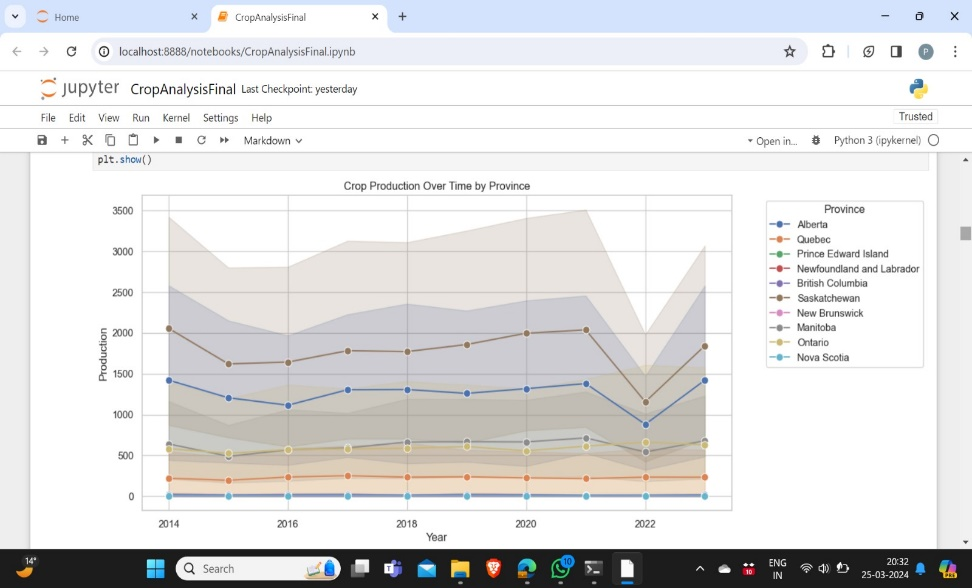 Home
CropAnalysisFinal
localhost:8888/notebooks/CropAnalysisFinal.ipynb
P
jupyter CropAnalysisFinal Last Checkpoint: yesterday
File Edit View Run Kernel Settings Help
Trusted
Markdown
Open in...
Python 3 (ipykernel)
plt.show()
Crop Production Over Time by Province
3500
3000
2500
2000
1500
1000
500
0
Production
2014 2016 2018 2020 2022
Year
Province
Alberta
Quebec
Prince Edward Island
Newfoundland and Labrador
British Columbia
Saskatchewan
New Brunswick
Manitoba
Ontario
Nova Scotia
14°
Search
10
10
ENG
IN
20:32
25-03-2024
PRE